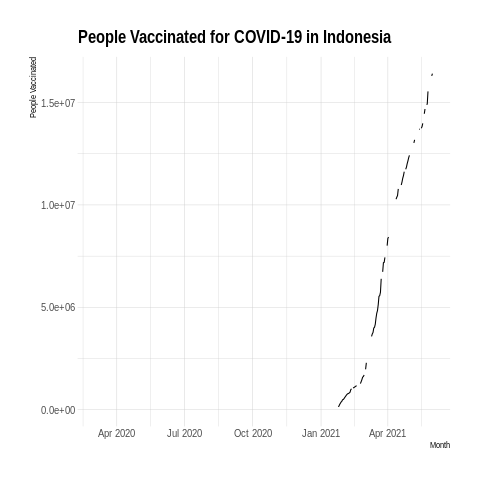 People Vaccinated for COVID-19 in Indonesia
People Vaccinated
1.5e+07
1.0e+07
5.0e+06
0.0e+00
Apr 2020
Jul 2020
Oct 2020
Jan 2021
Apr 2021
Month